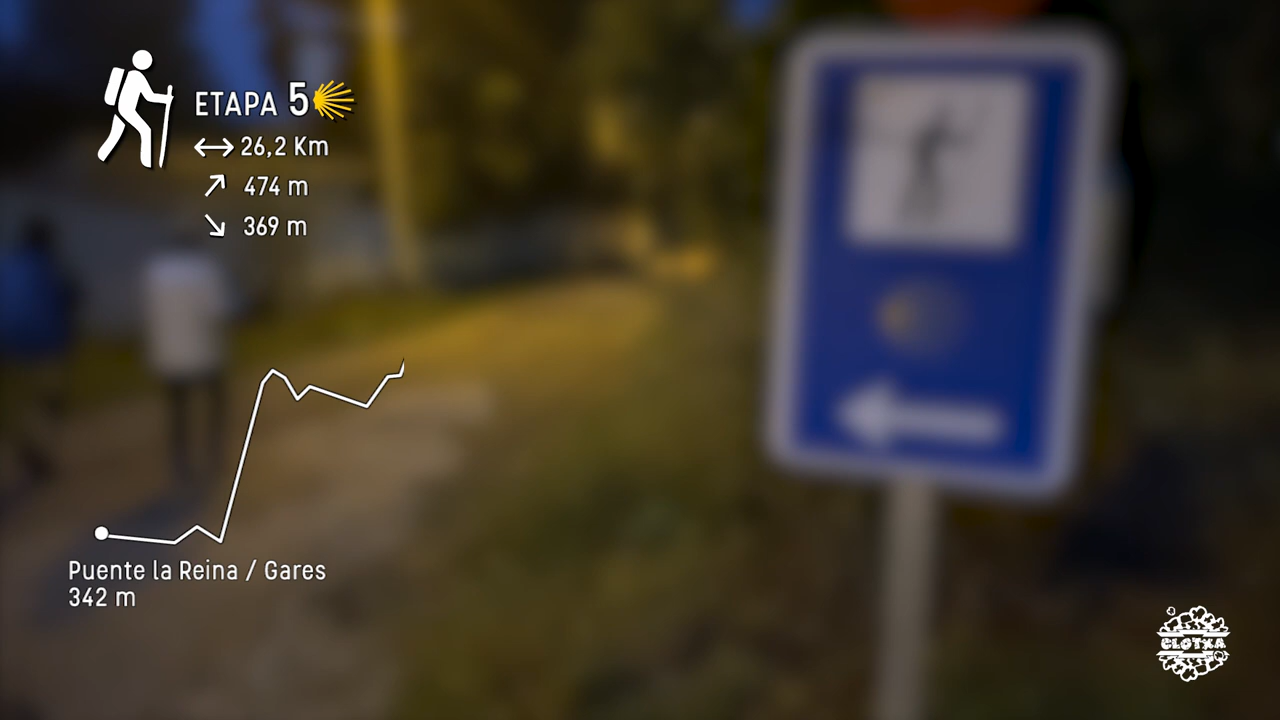 ETAPA 5
26,2 Km
474 m
369 m
Puente la Reina / Gares
342 m
CLOTXA